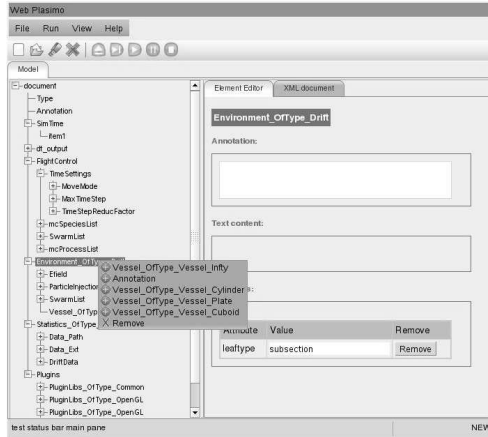 Web Plasimo
File Run View Help
Model
document
Type
Annotation
SimTime
item1
df_output
FlightControl
TimeSettings
MoveMode
MaxTimeStep
TimeStepReducFactor
mcSpeciesList
SwarmList
mcProcessList
Environment_OfType
Efield
ParticleInjection
SwarmList
Vessel_OfTyp
Statistics_OfType
Data_Path
Data_Ext
DriftData
Plugins
PluginLibs_OfType_Common
PluginLibs_OfType_OpenGL
PluginLibs_OfType_OpenGL
Vessel_OfType_Vessel_Infty
Annotation
Vessel_OfType_Vessel_Cylinder
Vessel_OfType_Vessel_Plate
Vessel_OfType_Vessel_Cuboid
X Remove
Element Editor XML document
Environment_OfType_Drift
Annotation:
Text content:
Attribute Value Remove
leaftype subsection Remove
test status bar main pane NEW